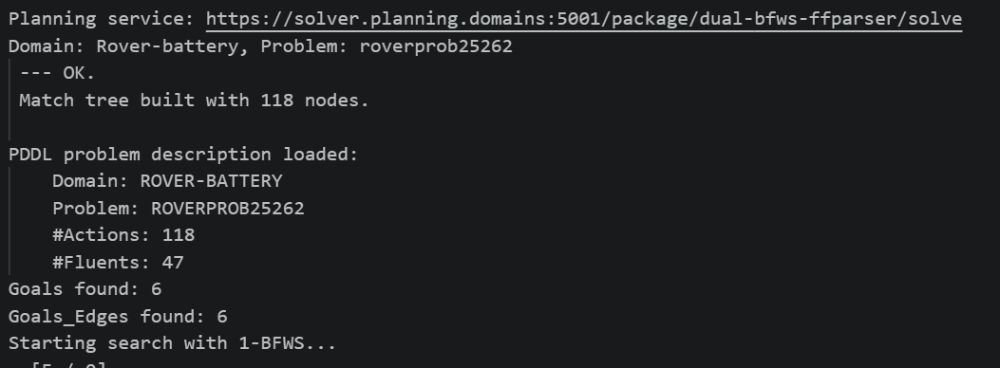 Planning service: https://solver.planning.domains:5001/package/dual-bfws-ffparser/solve
Domain: Rover-battery, Problem: roverprob25262
--- OK.
Match tree built with 118 nodes.
PDDL problem description loaded:
Domain: ROVER-BATTERY
Problem: ROVERPROB25262
#Actions: 118
#Fluents: 47
Goals found: 6
Goals_Edges found: 6
Starting search with 1-BFWS...